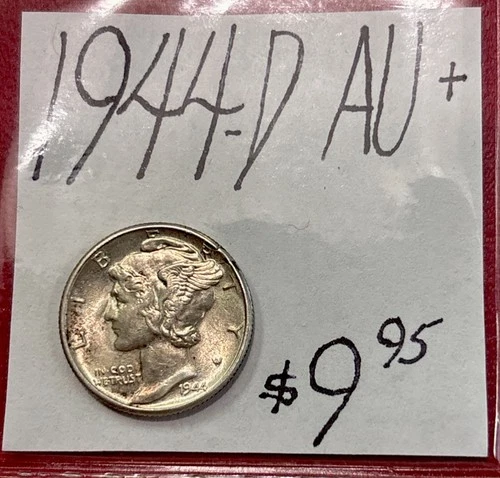 1944-D AU+
LIBERTY
IN GOD
WE TRUST
1944
$9.95